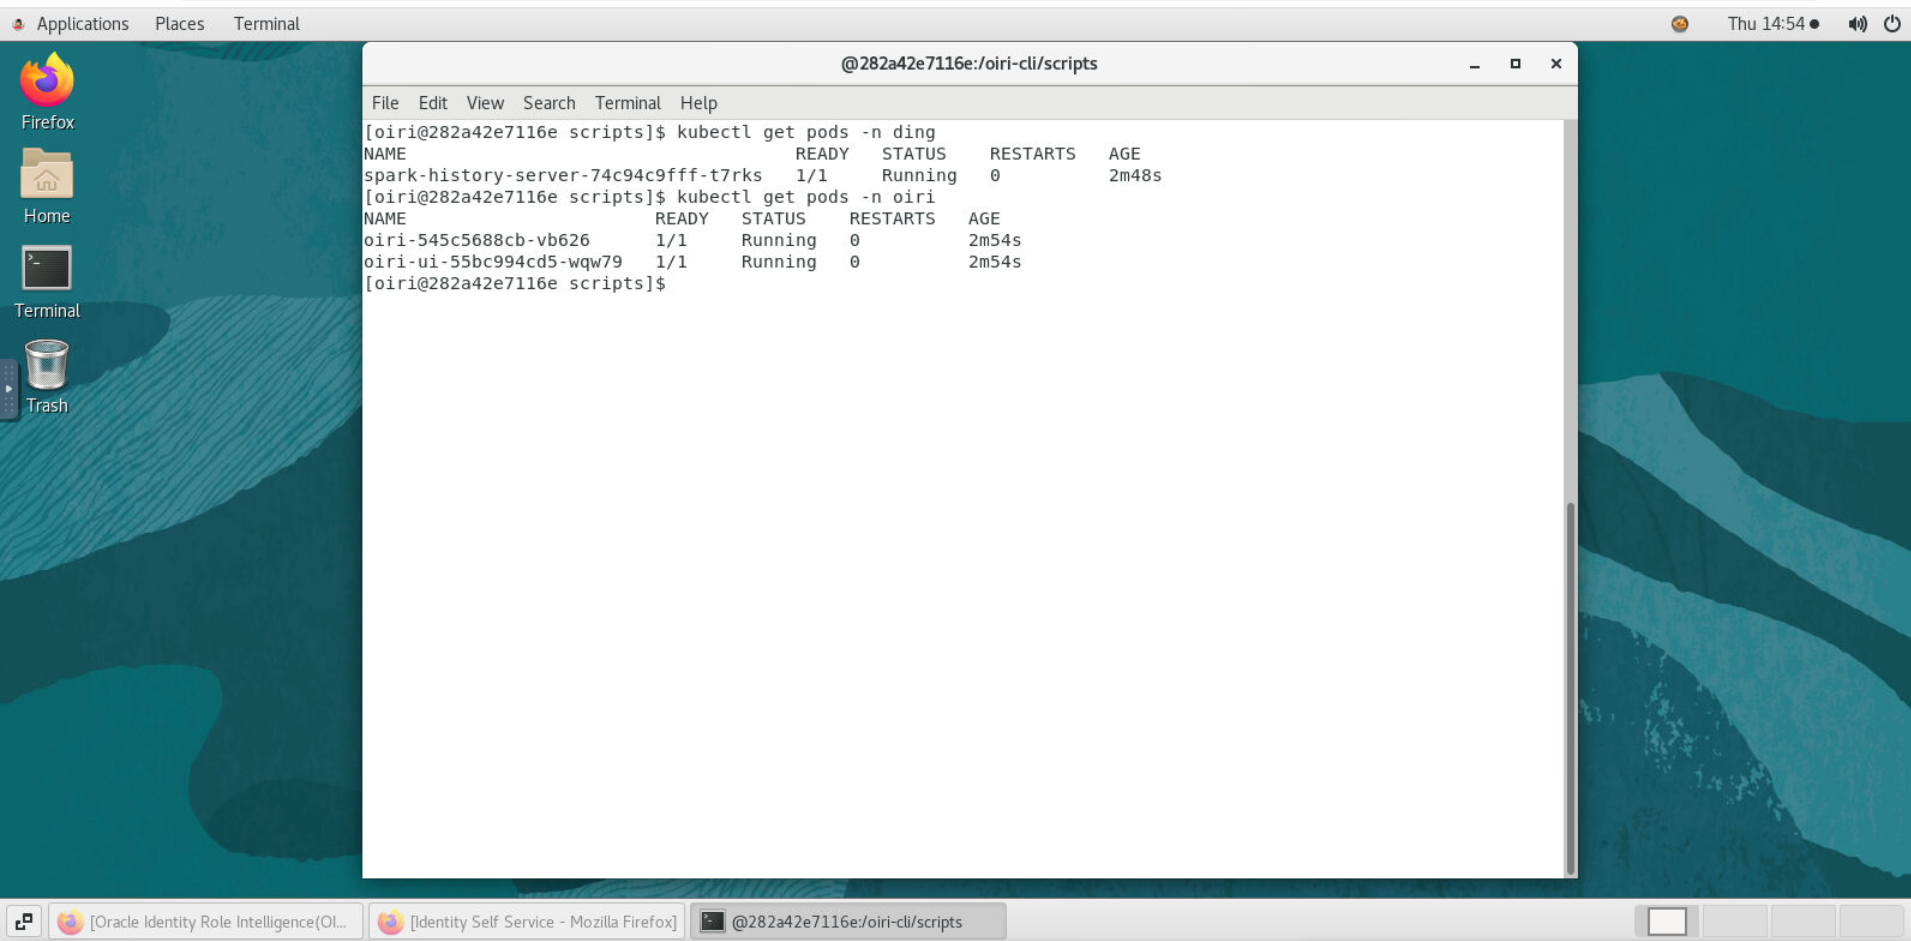 Applications Places Terminal Thu 14:54
Firefox
Home
Terminal
Trash
@282a42e7116e:/oiri-cli/scripts
File Edit View Search Terminal Help
[oiri@282a42e7116e scripts]$ kubectl get pods -n ding
NAME READY STATUS RESTARTS AGE
spark-history-server-74c94c9fff-t7rks 1/1 Running 0 2m48s
[oiri@282a42e7116e scripts]$ kubectl get pods -n oiri
NAME READY STATUS RESTARTS AGE
oiri-545c5688cb-vb626 1/1 Running 0 2m54s
oiri-ui-55bc994cd5-wqw79 1/1 Running 0 2m54s
[oiri@282a42e7116e scripts]$
[Oracle Identity Role Intelligence(OI... [Identity Self Service - Mozilla Firefox] @282a42e7116e:/oiri-cli/scripts